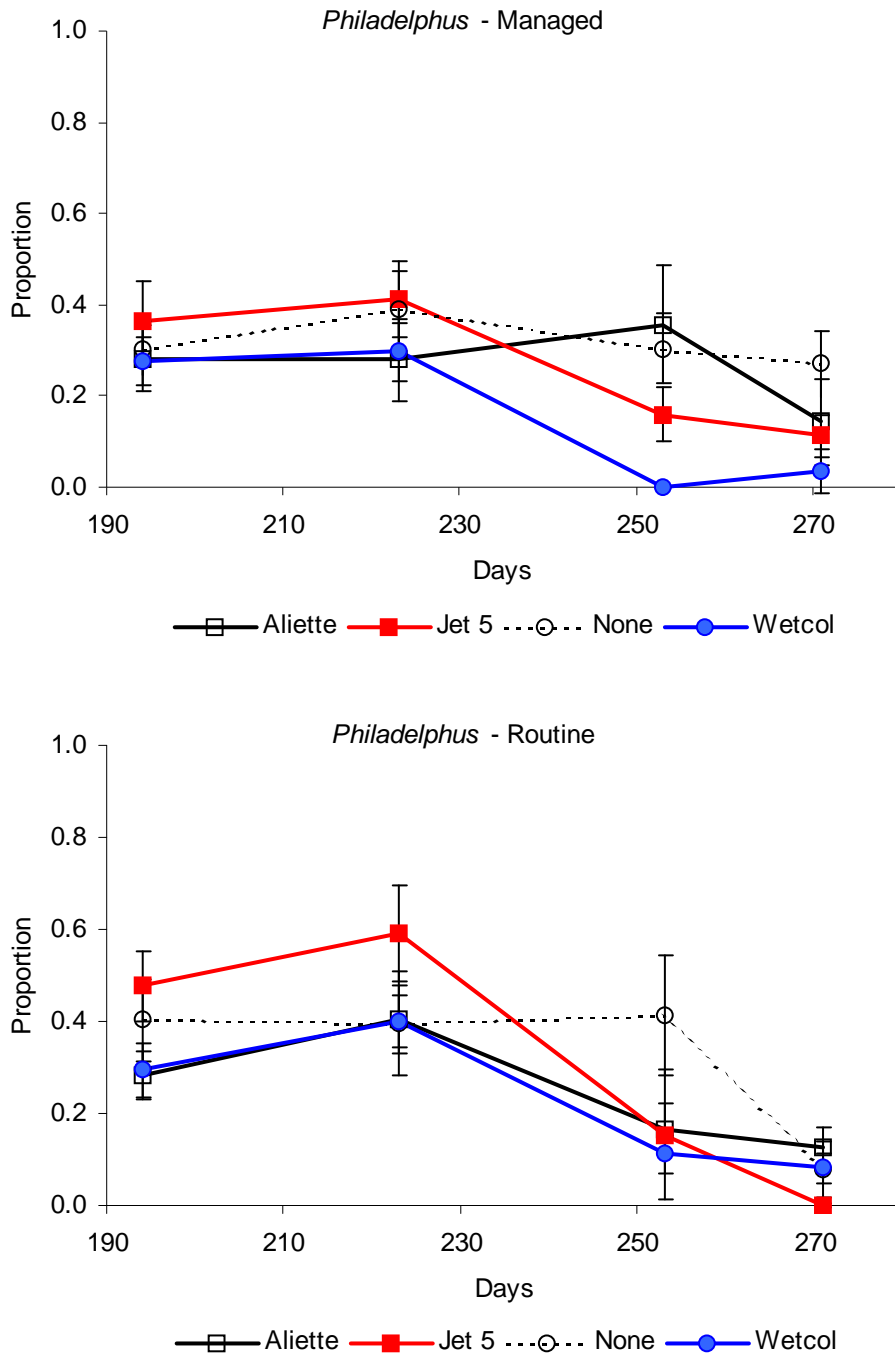 Philadelphus - Managed
1.0
0.8
0.6
0.4
0.2
0.0
Proportion
190 210 230 250 270
Days
Aliette Jet 5 None Wetcol
Philadelphus - Routine
1.0
0.8
0.6
0.4
0.2
0.0
Proportion
190 210 230 250 270
Days
Aliette Jet 5 None Wetcol